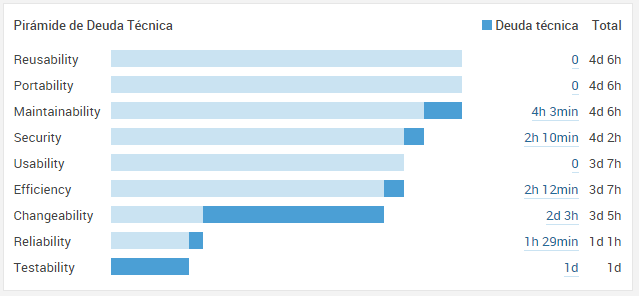 Pirámide de Deuda Técnica Deuda técnica Total
Reusability 0 4d 6h
Portability 0 4d 6h
Maintainability 4h 3min 4d 6h
Security 2h 10min 4d 2h
Usability 0 3d 7h
Efficiency 2h 12min 3d 7h
Changeability 2d 3h 3d 5h
Reliability 1h 29min 1d 1h
Testability 1d 1d